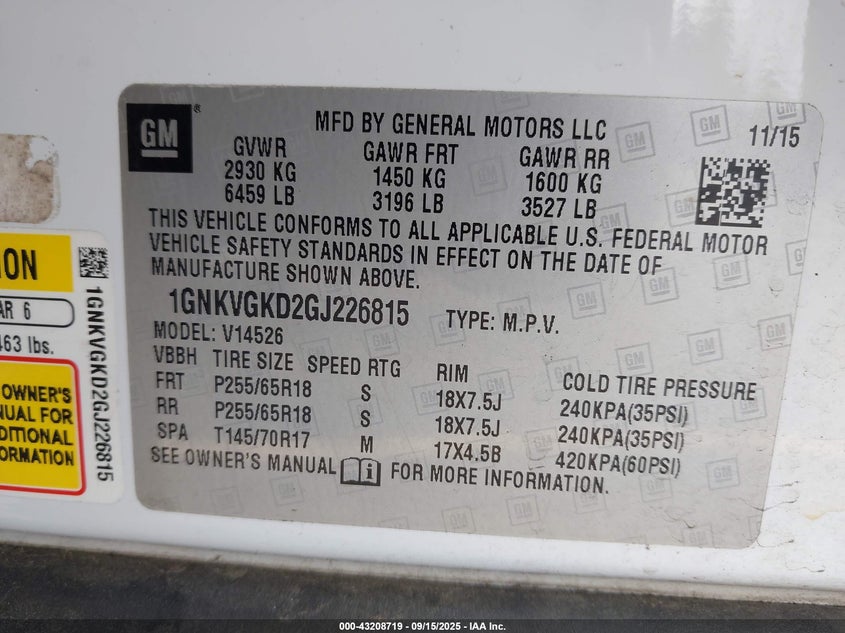 GM
®
MFD BY GENERAL MOTORS LLC
11/15
GVWR GAWR FRT GAWR RR
2930 KG 1450 KG 1600 KG
6459 LB 3196 LB 3527 LB
THIS VEHICLE CONFORMS TO ALL APPLICABLE U.S. FEDERAL MOTOR
VEHICLE SAFETY STANDARDS IN EFFECT ON THE DATE OF
MANUFACTURE SHOWN ABOVE.
1GNKVGKD2GJ226815 TYPE: M.P.V.
MODEL: V14526
VBBH TIRE SIZE SPEED RTG RIM COLD TIRE PRESSURE
FRT P255/65R18 S 18X7.5J 240KPA(35PSI)
RR P255/65R18 S 18X7.5J 240KPA(35PSI)
SPA T145/70R17 M 17X4.5B 420KPA(60PSI)
SEE OWNER'S MANUAL i FOR MORE INFORMATION.
ION
AR 6
463 lbs.
OWNER'S
NUAL FOR
DITIONAL
ORMATION
1GNKVGKD2GJ226815
000-43208719 - 09/15/2025 - IAA Inc.